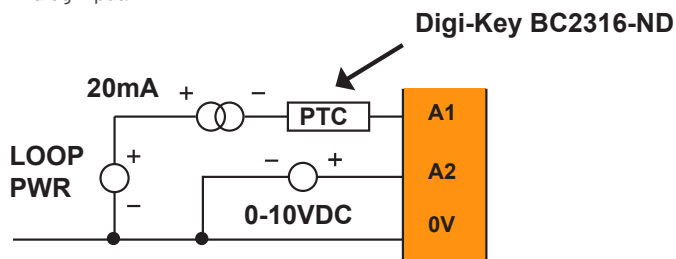 Digi-Key BC2316-ND
20mA + −
PTC
A1
LOOP
PWR
+
−
− +
A2
0-10VDC
0V